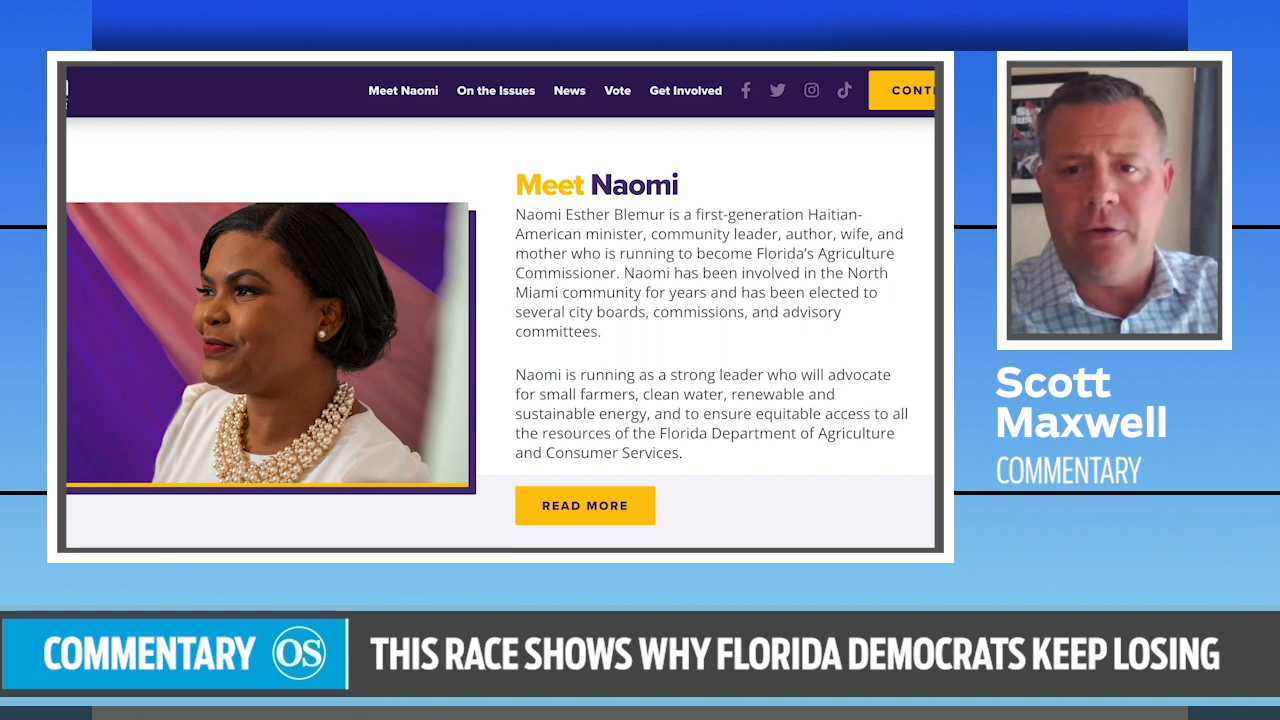 Meet Naomi On the Issues News Vote Get Involved
Meet Naomi
Naomi Esther Blemur is a first-generation Haitian-
American minister, community leader, author, wife, and
mother who is running to become Florida's Agriculture
Commissioner. Naomi has been involved in the North
Miami community for years and has been elected to
several city boards, commissions, and advisory
committees.
Naomi is running as a strong leader who will advocate
for small farmers, clean water, renewable and
sustainable energy, and to ensure equitable access to all
the resources of the Florida Department of Agriculture
and Consumer Services.
READ MORE
Scott
Maxwell
COMMENTARY
COMMENTARY OS
THIS RACE SHOWS WHY FLORIDA DEMOCRATS KEEP LOSING